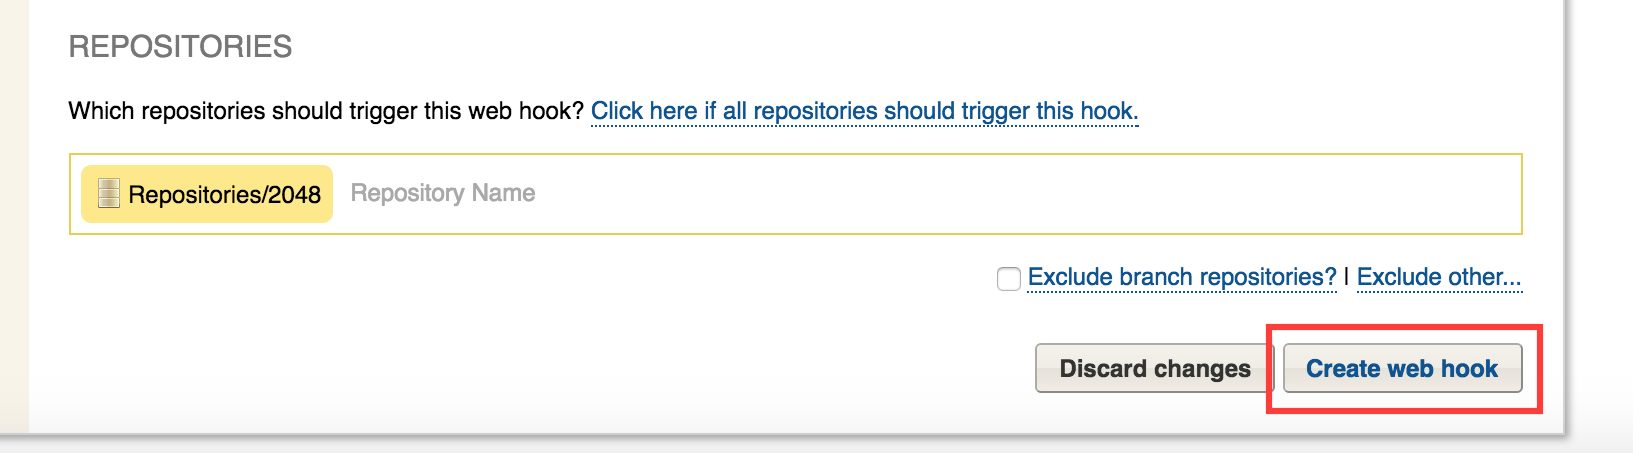 REPOSITORIES
Which repositories should trigger this web hook? Click here if all repositories should trigger this hook.
Repositories/2048 Repository Name
Exclude branch repositories? | Exclude other...
Discard changes Create web hook